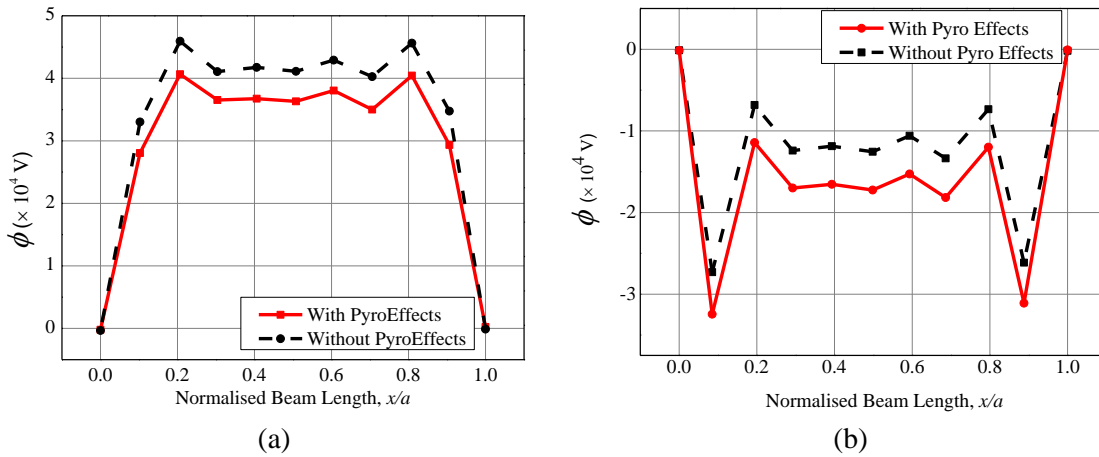 5
4
3
2
1
0
ϕ (× 10⁴ V)
With PyroEffects
Without PyroEffects
0.0 0.2 0.4 0.6 0.8 1.0
Normalised Beam Length, x/a
(a)
With Pyro Effects
Without Pyro Effects
0
-1
-2
-3
ϕ (× 10⁴ V)
0.0 0.2 0.4 0.6 0.8 1.0
Normalised Beam Length, x/a
(b)